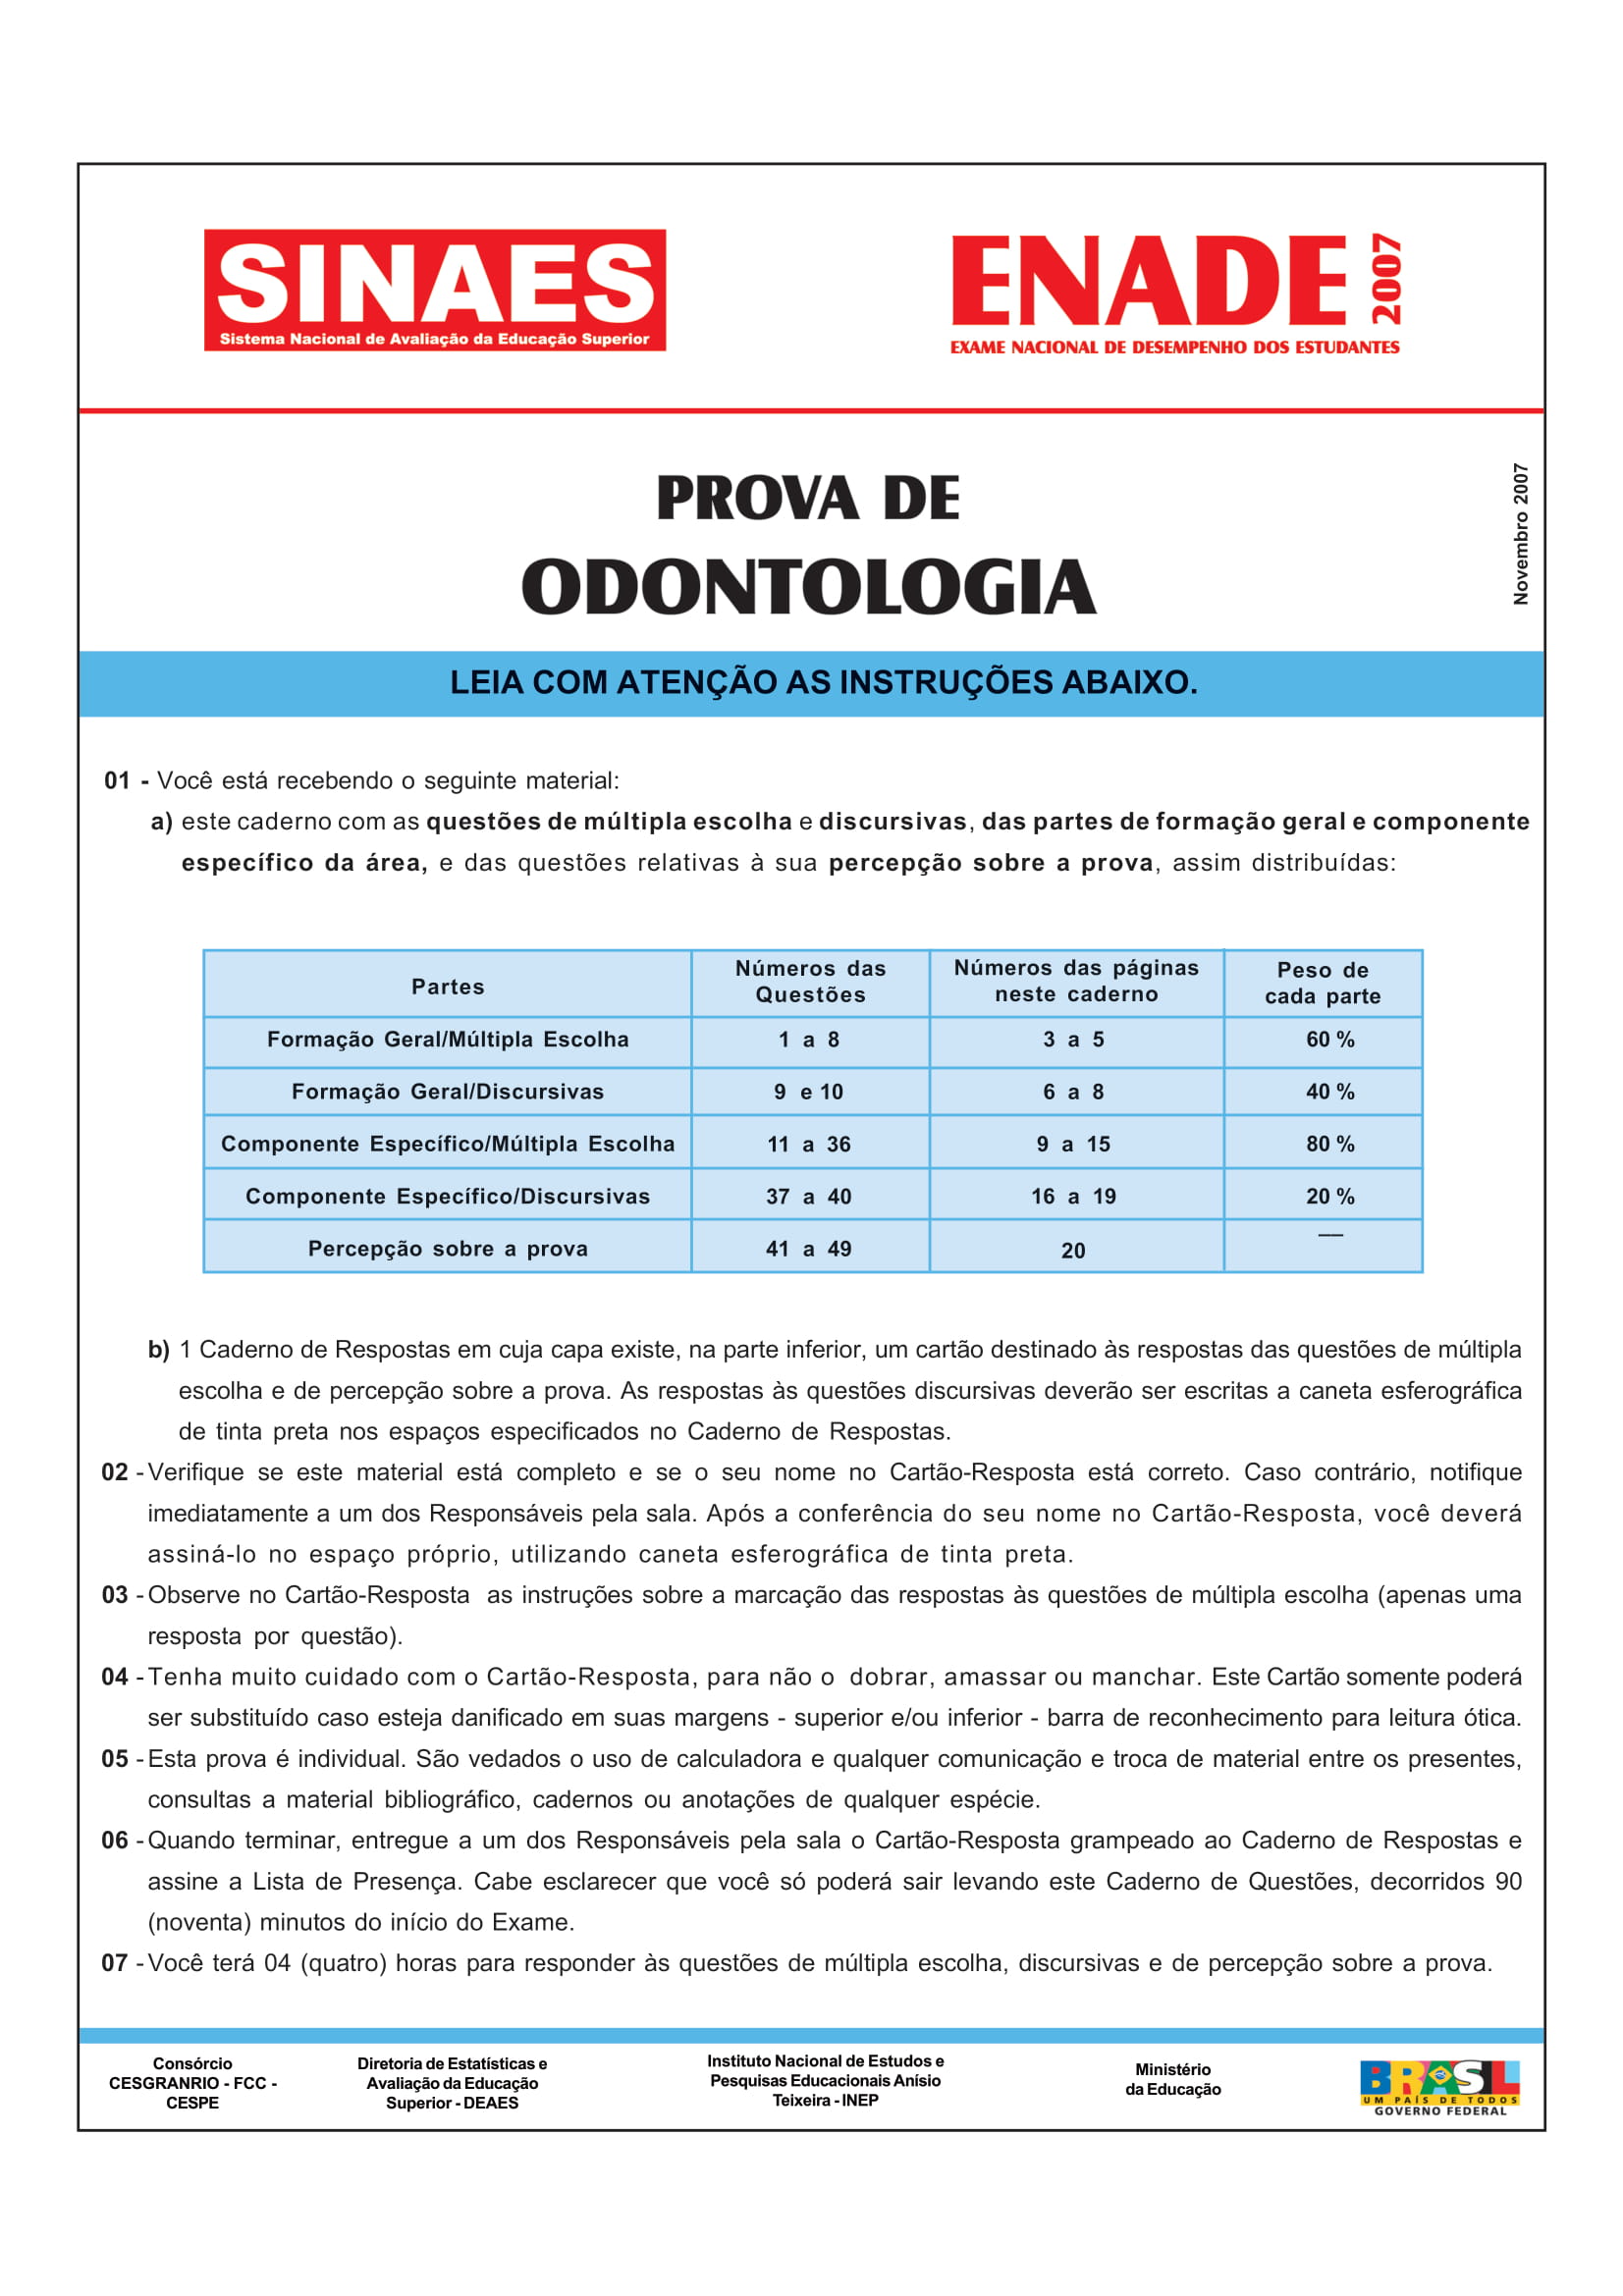 SINAES
Sistema Nacional de Avaliação da Educação Superior
ENADE 2007
EXAME NACIONAL DE DESEMPENHO DOS ESTUDANTES
Novembro 2007
PROVA DE
ODONTOLOGIA
LEIA COM ATENÇÃO AS INSTRUÇÕES ABAIXO.
01 - Você está recebendo o seguinte material:
a) este caderno com as questões de múltipla escolha e discursivas, das partes de formação geral e componente
específico da área, e das questões relativas à sua percepção sobre a prova, assim distribuídas:
Partes
Números das
Questões
Números das páginas
neste caderno
Peso de
cada parte
Formação Geral/Múltipla Escolha 1 a 8 3 a 5 60 %
Formação Geral/Discursivas 9 e 10 6 a 8 40 %
Componente Específico/Múltipla Escolha 11 a 36 9 a 15 80 %
Componente Específico/Discursivas 37 a 40 16 a 19 20 %
Percepção sobre a prova 41 a 49 20 __
b) 1 Caderno de Respostas em cuja capa existe, na parte inferior, um cartão destinado às respostas das questões de múltipla
escolha e de percepção sobre a prova. As respostas às questões discursivas deverão ser escritas a caneta esferográfica
de tinta preta nos espaços especificados no Caderno de Respostas.
02 - Verifique se este material está completo e se o seu nome no Cartão-Resposta está correto. Caso contrário, notifique
imediatamente a um dos Responsáveis pela sala. Após a conferência do seu nome no Cartão-Resposta, você deverá
assiná-lo no espaço próprio, utilizando caneta esferográfica de tinta preta.
03 - Observe no Cartão-Resposta as instruções sobre a marcação das respostas às questões de múltipla escolha (apenas uma
resposta por questão).
04 - Tenha muito cuidado com o Cartão-Resposta, para não o dobrar, amassar ou manchar. Este Cartão somente poderá
ser substituído caso esteja danificado em suas margens - superior e/ou inferior - barra de reconhecimento para leitura ótica.
05 - Esta prova é individual. São vedados o uso de calculadora e qualquer comunicação e troca de material entre os presentes,
consultas a material bibliográfico, cadernos ou anotações de qualquer espécie.
06 - Quando terminar, entregue a um dos Responsáveis pela sala o Cartão-Resposta grampeado ao Caderno de Respostas e
assine a Lista de Presença. Cabe esclarecer que você só poderá sair levando este Caderno de Questões, decorridos 90
(noventa) minutos do início do Exame.
07 - Você terá 04 (quatro) horas para responder às questões de múltipla escolha, discursivas e de percepção sobre a prova.
Consórcio
CESGRANRIO - FCC -
CESPE
Diretoria de Estatísticas e
Avaliação da Educação
Superior - DEAES
Instituto Nacional de Estudos e
Pesquisas Educacionais Anísio
Teixeira - INEP
Ministério
da Educação
BRASIL
UM PAÍS DE TODOS
GOVERNO FEDERAL